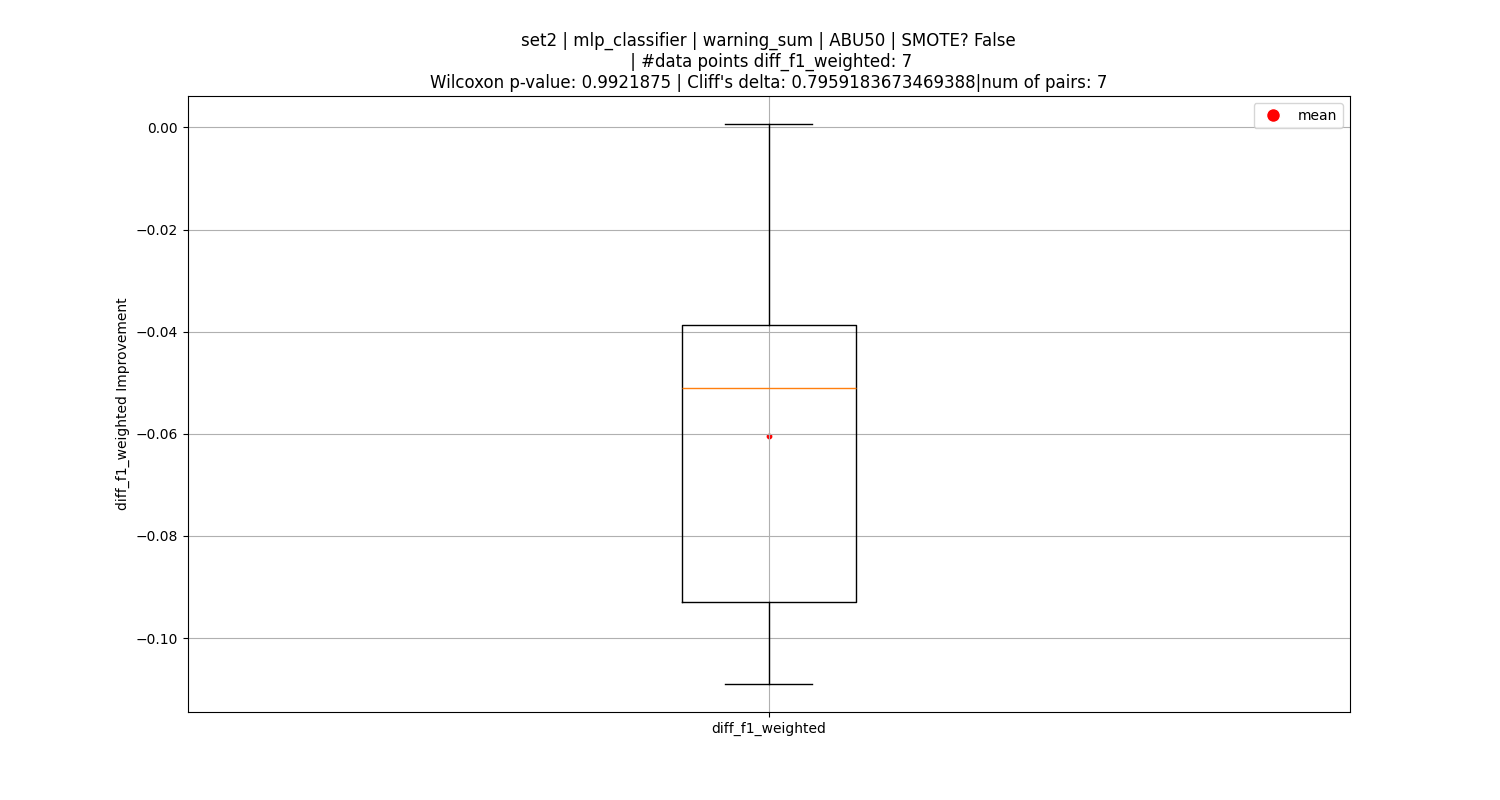 set2 | mlp_classifier | warning_sum | ABU50 | SMOTE? False
| #data points diff_f1_weighted: 7
Wilcoxon p-value: 0.9921875 | Cliff's delta: 0.7959183673469388|num of pairs: 7
mean
0.00
−0.02
−0.04
−0.06
−0.08
−0.10
diff_f1_weighted Improvement
diff_f1_weighted